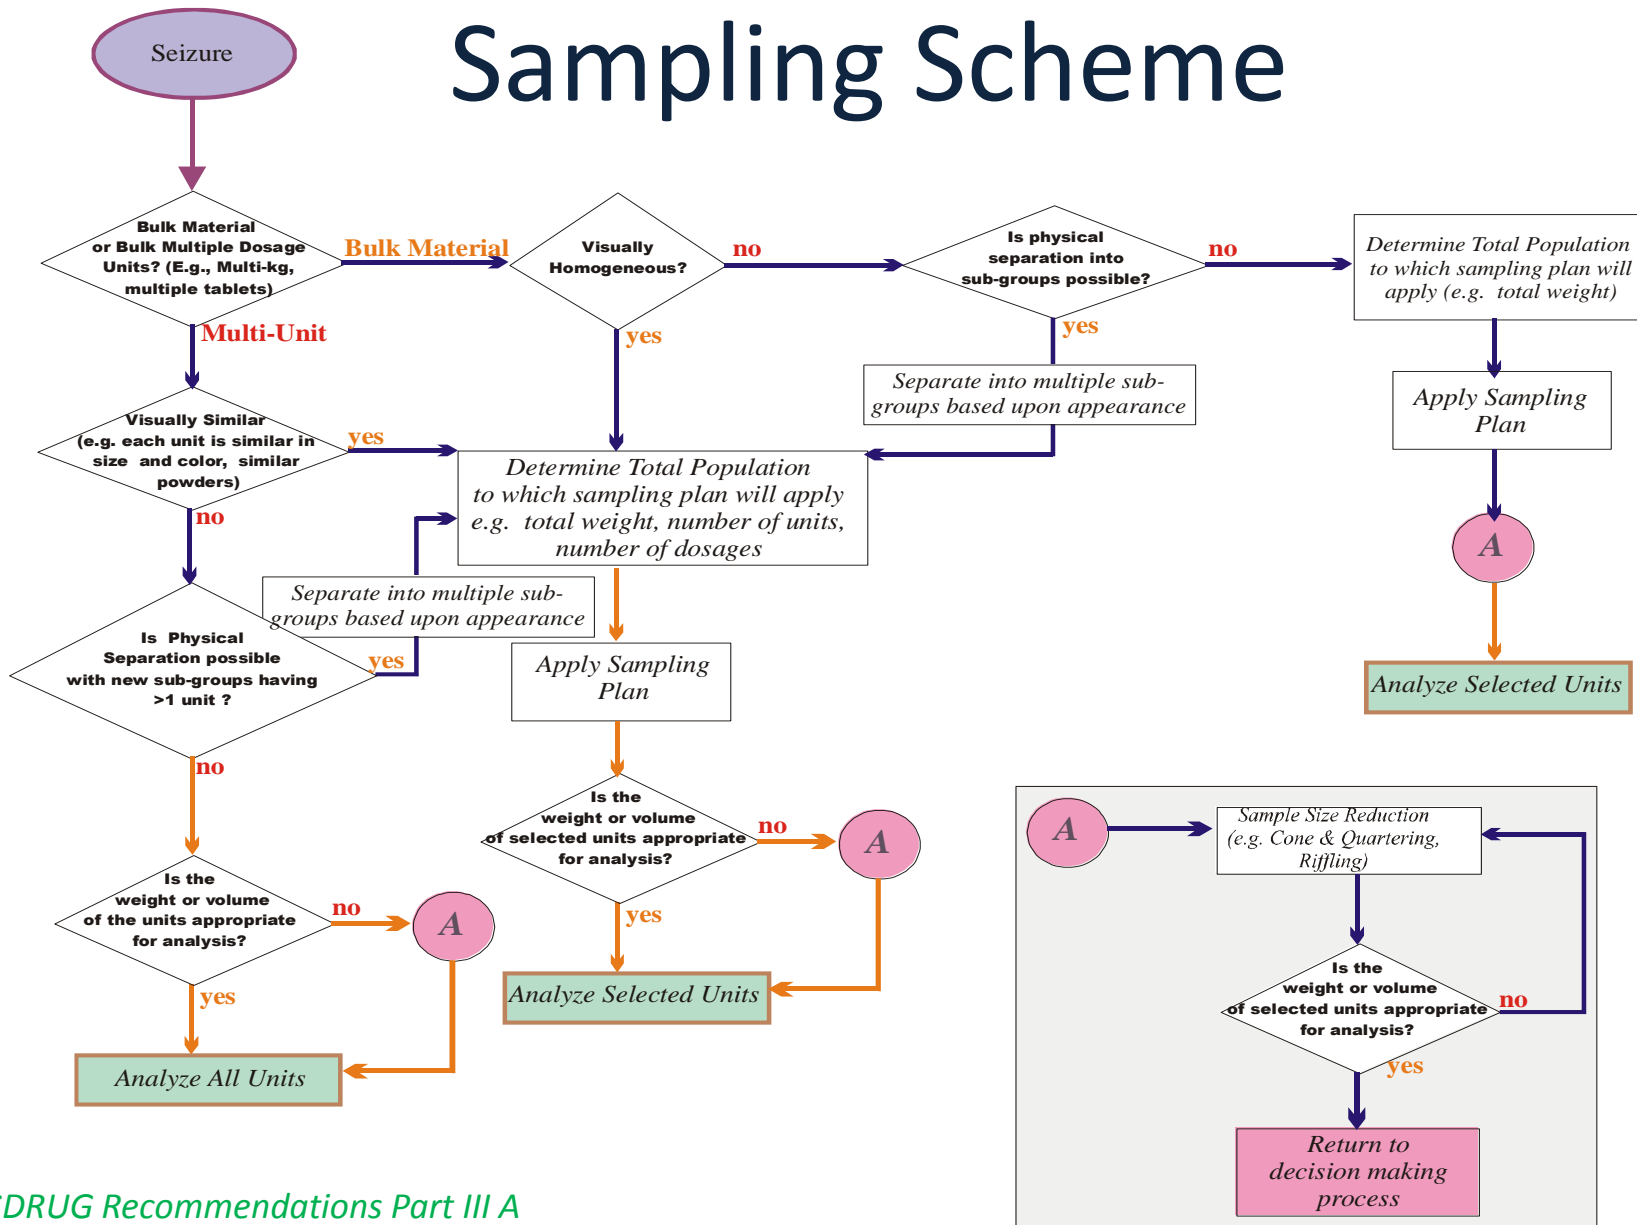 Sampling Scheme
Seizure
Bulk Material
or Bulk Multiple Dosage
Units? (E.g., Multi-kg,
multiple tablets)
Bulk Material
Visually
Homogeneous?
no
Is physical
separation into
sub-groups possible?
no
Determine Total Population
to which sampling plan will
apply (e.g. total weight)
Multi-Unit
yes
yes
Separate into multiple sub-
groups based upon appearance
Apply Sampling
Plan
Visually Similar
(e.g. each unit is similar in
size and color, similar
powders)
yes
Determine Total Population
to which sampling plan will apply
e.g. total weight, number of units,
number of dosages
no
A
Separate into multiple sub-
groups based upon appearance
Is Physical
Separation possible
with new sub-groups having
>1 unit ?
yes
Apply Sampling
Plan
Analyze Selected Units
no
Is the
weight or volume
of selected units appropriate
for analysis?
no
A
yes
Analyze Selected Units
Is the
weight or volume
of the units appropriate
for analysis?
no
A
yes
Analyze All Units
A
Sample Size Reduction
(e.g. Cone & Quartering,
Riffling)
Is the
weight or volume
of selected units appropriate
for analysis?
no
yes
Return to
decision making
process
DRUG Recommendations Part III A